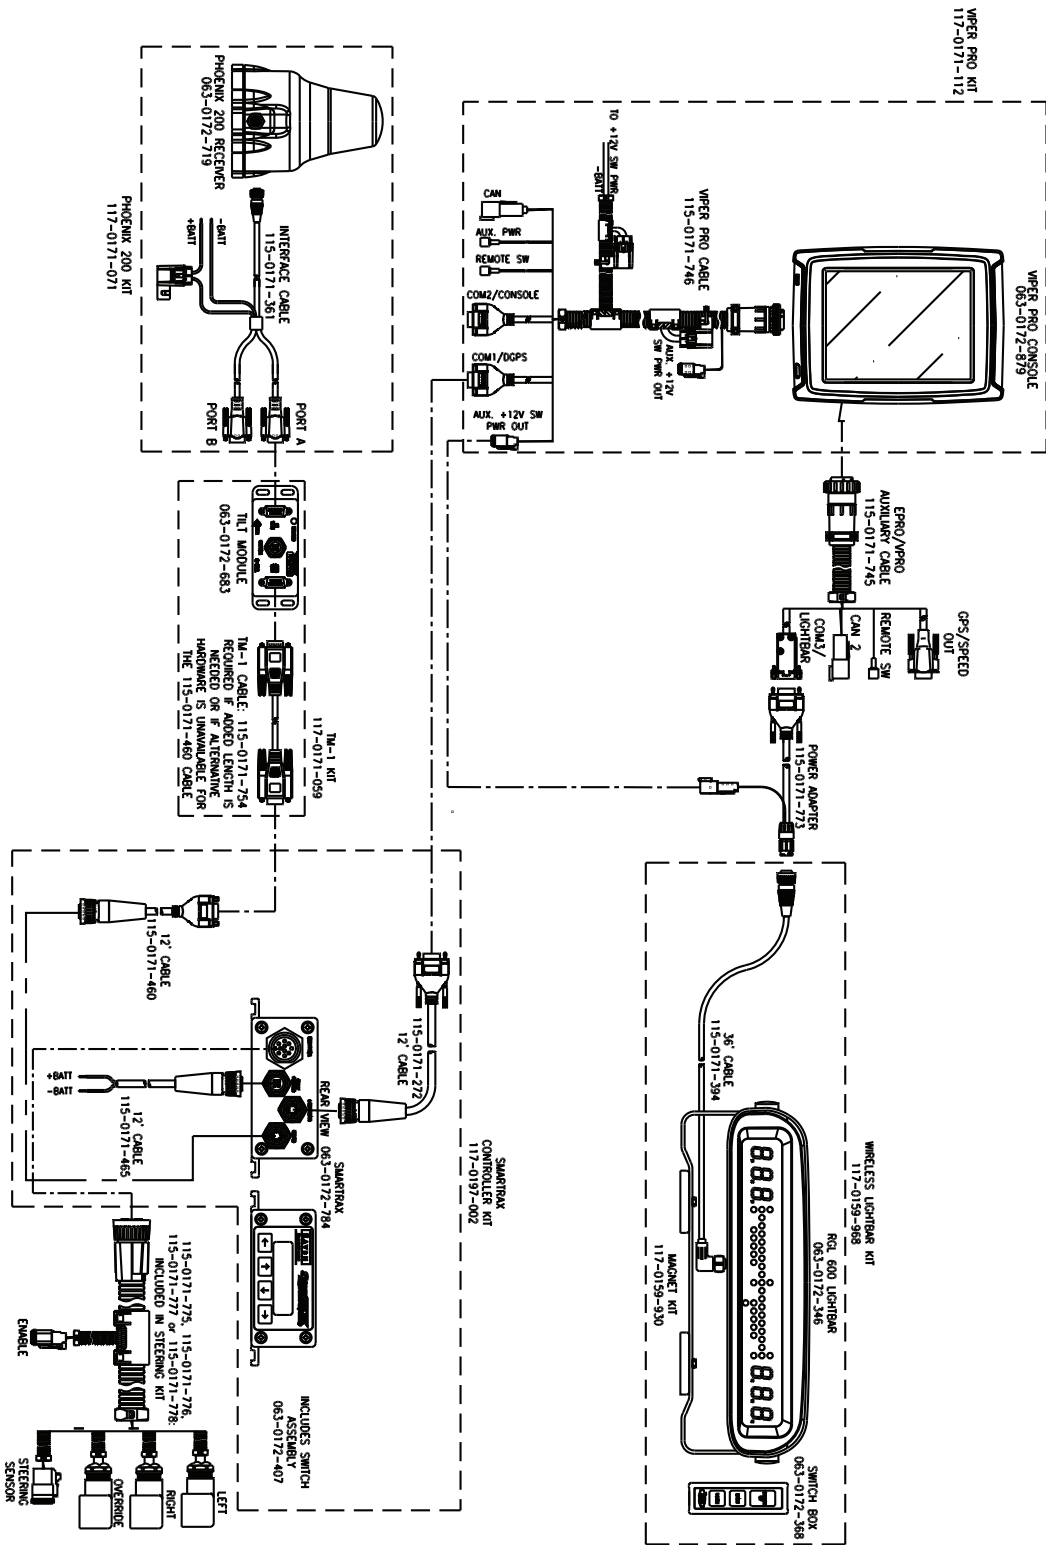 VIPER PRO KIT
117-0171-112
VIPER PRO CONSOLE
063-0172-879
VIPER PRO CABLE
115-0171-746
TO +12V SW PWR
-BATT
CAN
AUX. PWR
REMOTE SW
COM2/CONSOLE
COM1/DGPS
AUX. +12V SW
PWR OUT
AUX. +12V
SW PWR OUT
PHOENIX 200 RECEIVER
063-0172-719
INTERFACE CABLE
115-0171-361
-BATT
+BATT
PHOENIX 200 KIT
117-0171-071
PORT A
PORT B
EPRO/VPRO
AUXILIARY CABLE
115-0171-745
GPS/SPEED
OUT
REMOTE SW
CAN 2
COM3/
LIGHTBAR
POWER ADAPTER
115-0171-773
TILT MODULE
063-0172-683
TM-1 KIT
117-0171-059
TM-1 CABLE: 115-0171-754
REQUIRED IF ADDED LENGTH IS
NEEDED OR IF ALTERNATIVE
HARDWARE IS UNAVAILABLE FOR
THE 115-0171-460 CABLE
WIRELESS LIGHTBAR KIT
117-0159-968
36' CABLE
115-0171-394
RGL 600 LIGHTBAR
063-0172-346
MAGNET KIT
117-0159-930
SWITCH BOX
063-0172-368
SMARTRAX
CONTROLLER KIT
117-0197-002
115-0171-272
12' CABLE
12' CABLE
115-0171-460
SMARTRAX
REAR VIEW 063-0172-784
+BATT
-BATT
12' CABLE
115-0171-465
INCLUDES SWITCH
ASSEMBLY
063-0172-407
115-0171-775, 115-0171-776,
115-0171-777 or 115-0171-778:
INCLUDED IN STEERING KIT
ENABLE
LEFT
RIGHT
OVERRIDE
STEERING
SENSOR